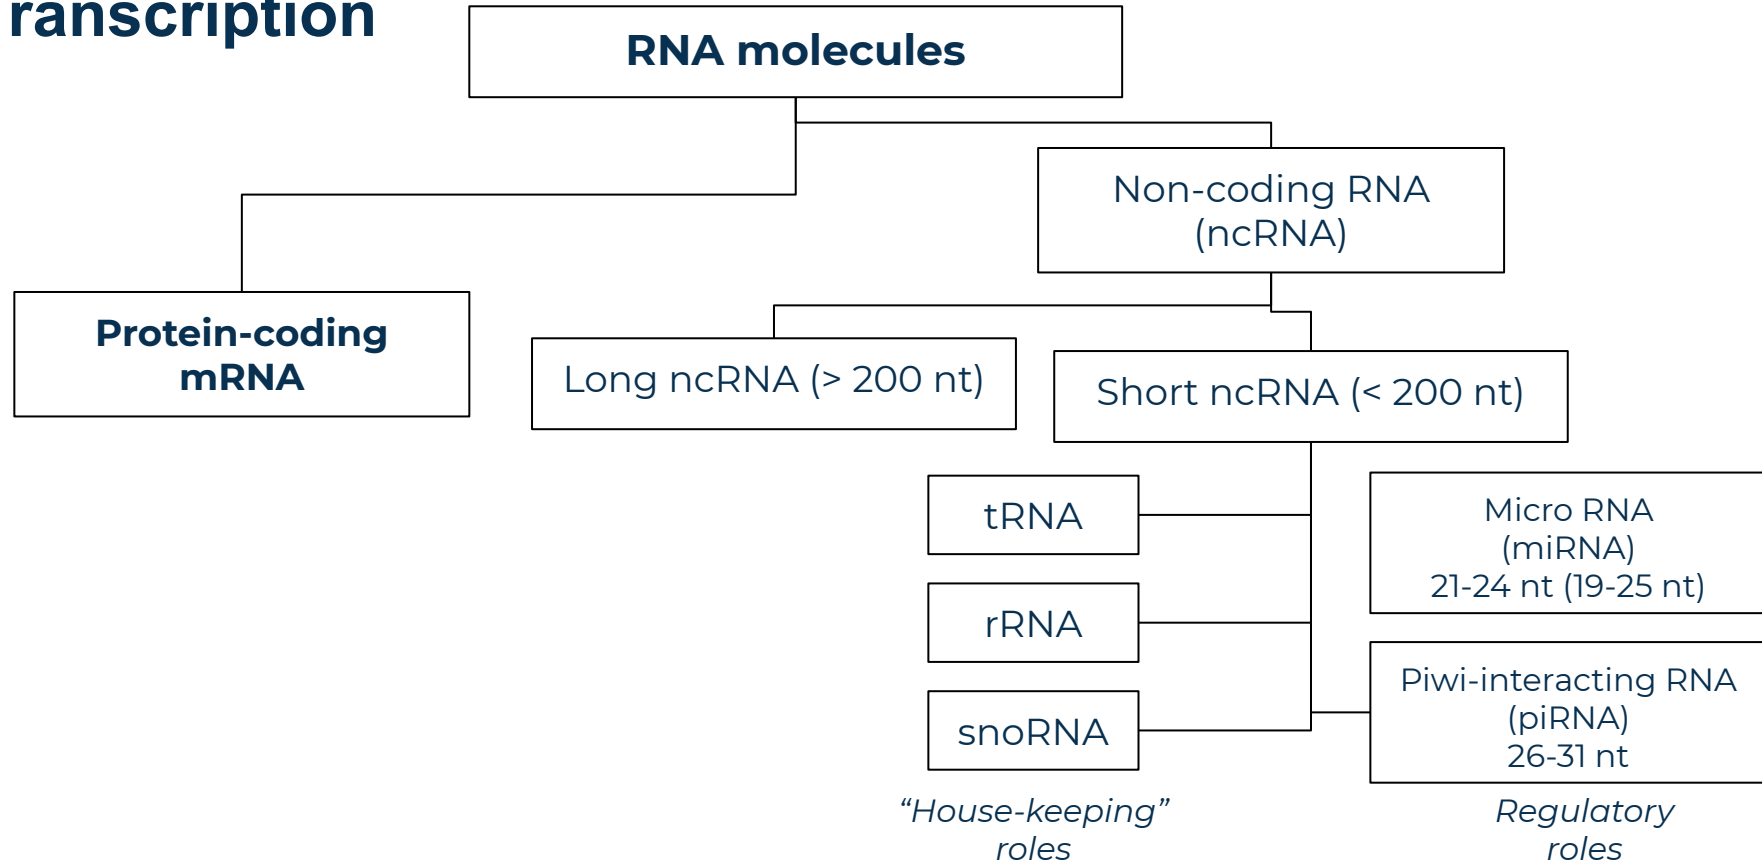 ranscription
RNA molecules
Non-coding RNA
(ncRNA)
Protein-coding
mRNA
Long ncRNA (> 200 nt)
Short ncRNA (< 200 nt)
tRNA
Micro RNA
(miRNA)
21-24 nt (19-25 nt)
rRNA
Piwi-interacting RNA
(piRNA)
26-31 nt
snoRNA
“House-keeping”
roles
Regulatory
roles